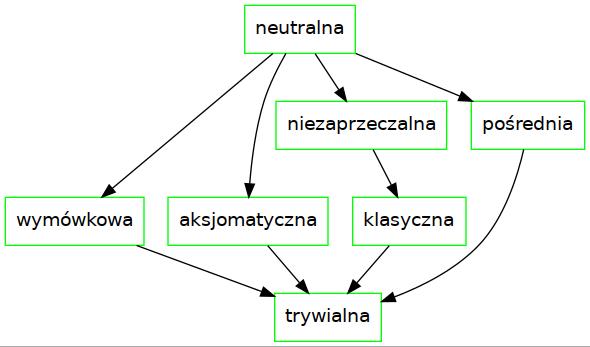 neutralna
niezaprzeczalna
pośrednia
wymówkowa
aksjomatyczna
klasyczna
trywialna